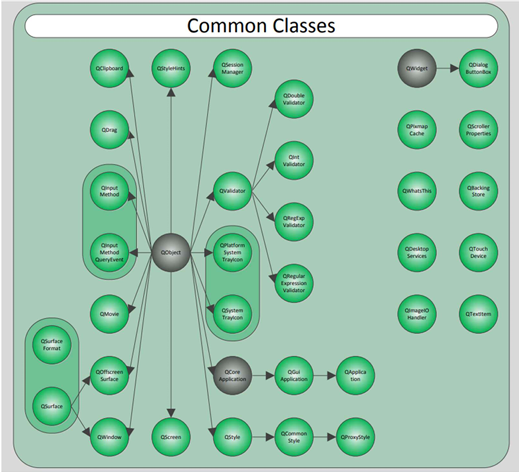 Common Classes
QClipboard
QStyleHints
QSession
Manager
QWidget
QDialog
ButtonBox
QDouble
Validator
QDrag
QPixmap
Cache
QScroller
Properties
QInt
Validator
QInput
Method
QValidator
QWhatsThis
QBacking
Store
QRegExp
Validator
QInput
Method
QueryEvent
QObject
QPlatform
System
TrayIcon
QDesktop
Services
QTouch
Device
QRegular
Expression
Validator
QMovie
QSystem
TrayIcon
QImageIO
Handler
QTextItem
QSurface
Format
QOffscreen
Surface
QCore
Application
QGui
Application
QApplica
tion
QSurface
QWindow
QScreen
QStyle
QCommon
Style
QProxyStyle